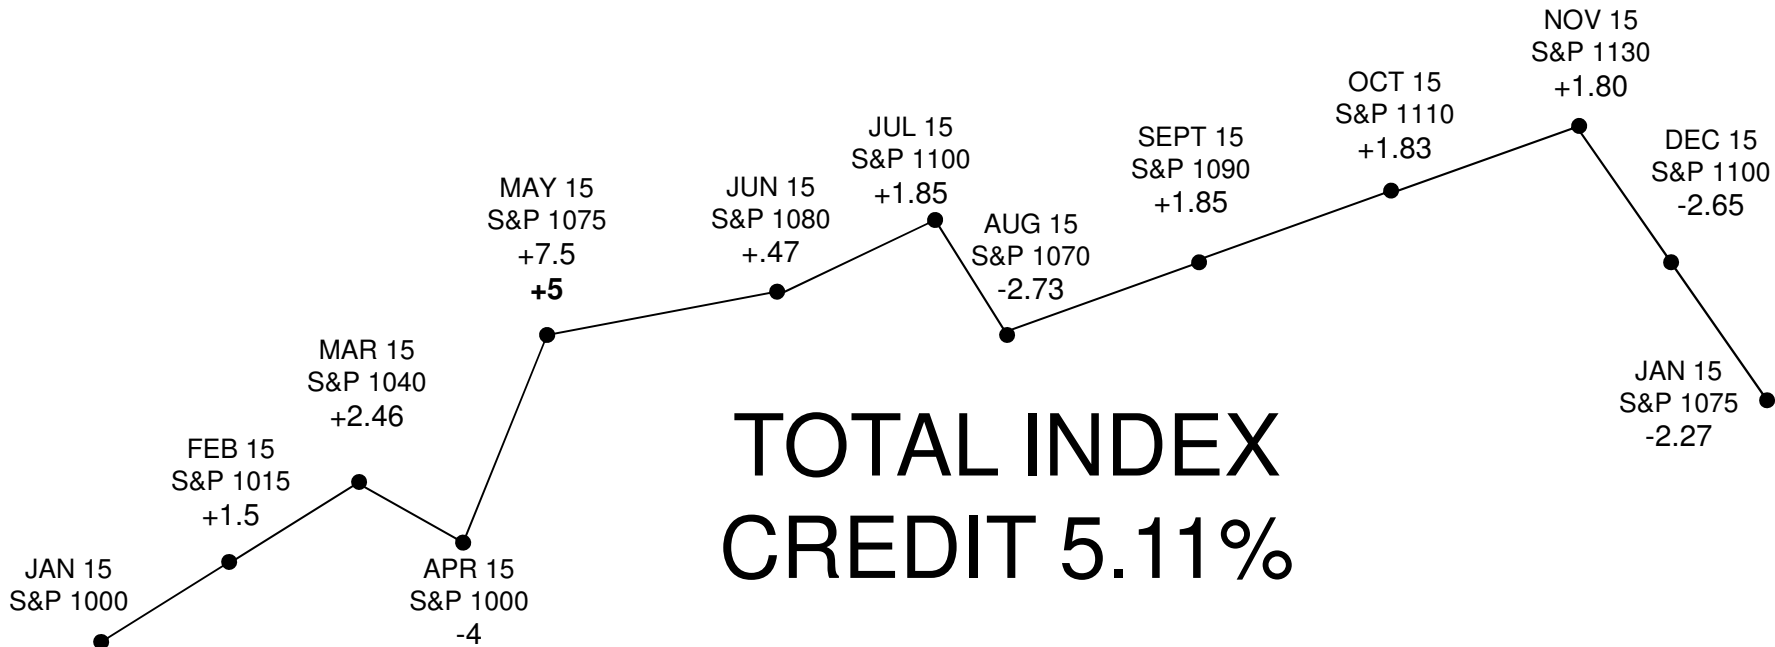 JAN 15
S&P 1000
FEB 15
S&P 1015
+1.5
MAR 15
S&P 1040
+2.46
APR 15
S&P 1000
-4
MAY 15
S&P 1075
+7.5
+5
JUN 15
S&P 1080
+.47
JUL 15
S&P 1100
+1.85
AUG 15
S&P 1070
-2.73
SEPT 15
S&P 1090
+1.85
OCT 15
S&P 1110
+1.83
NOV 15
S&P 1130
+1.80
DEC 15
S&P 1100
-2.65
JAN 15
S&P 1075
-2.27
TOTAL INDEX
CREDIT 5.11%